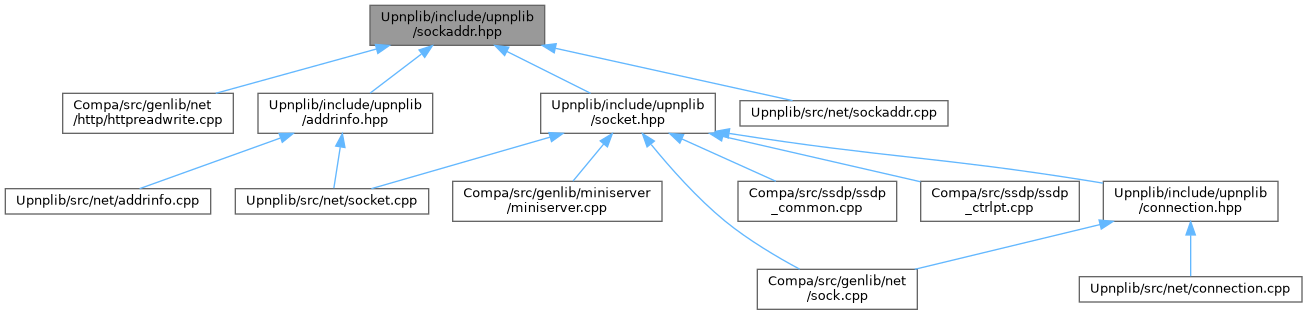 Upnplib/include/upnplib
/sockaddr.hpp
Compa/src/genlib/net
/http/httpreadwrite.cpp
Upnplib/include/upnplib
/addrinfo.hpp
Upnplib/include/upnplib
/socket.hpp
Upnplib/src/net/sockaddr.cpp
Upnplib/src/net/addrinfo.cpp
Upnplib/src/net/socket.cpp
Compa/src/genlib/miniserver
/miniserver.cpp
Compa/src/ssdp/ssdp
_common.cpp
Compa/src/ssdp/ssdp
_ctrlpt.cpp
Upnplib/include/upnplib
/connection.hpp
Compa/src/genlib/net
/sock.cpp
Upnplib/src/net/connection.cpp